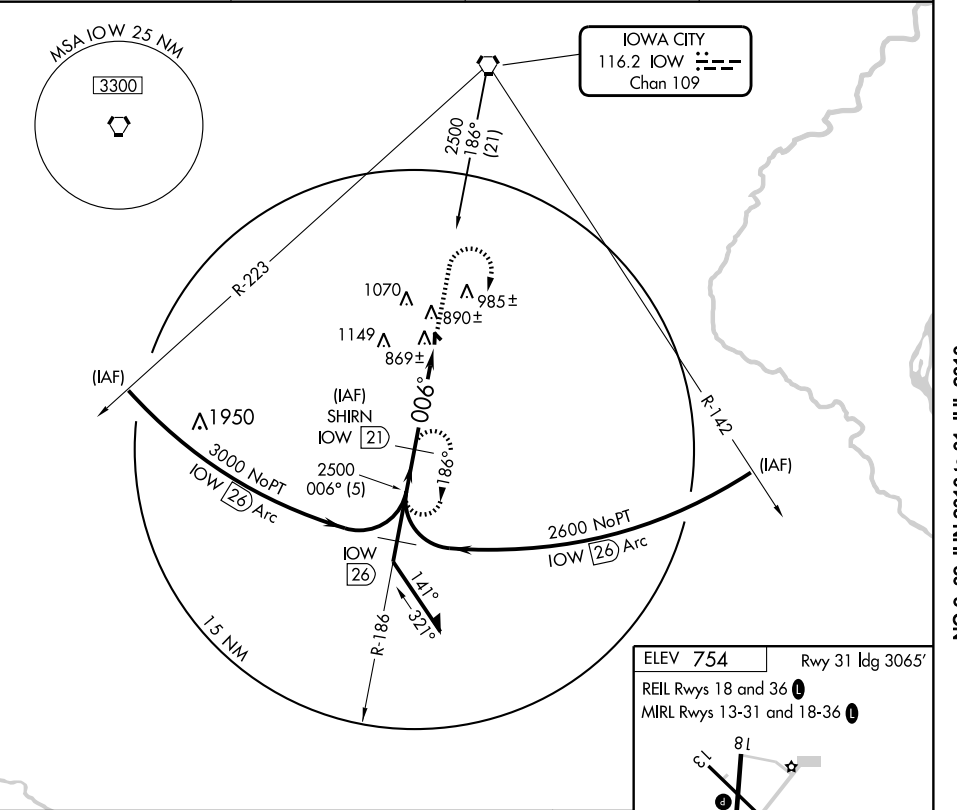 MSA IOW 25 NM
3300
IOWA CITY
116.2 IOW
Chan 109
2500
186°
(21)
R-223
R-142
1070
985±
890±
1149
869±
(IAF)
1950
(IAF)
SHIRN
IOW 21
006°
186°
3000 NoPT
IOW 26 Arc
2500
006° (5)
(IAF)
2600 NoPT
IOW 26 Arc
IOW
26
141°
321°
R-186
15 NM
ELEV 754
Rwy 31 ldg 3065'
REIL Rwys 18 and 36 L
MIRL Rwys 13-31 and 18-36 L
13
18
P